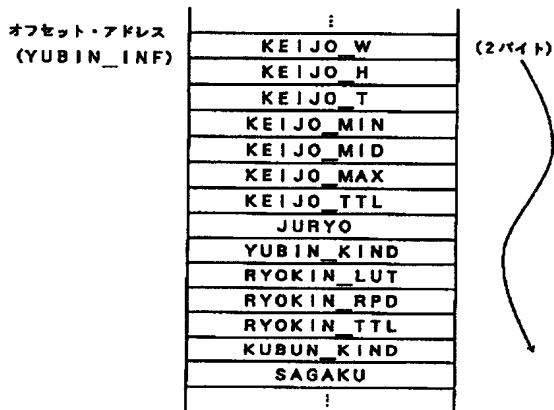 オフセット・アドレス
(YUBIN_INF)
(2バイト)
⋮
KEIJO_W
KEIJO_H
KEIJO_T
KEIJO_MIN
KEIJO_MID
KEIJO_MAX
KEIJO_TTL
JURYO
YUBIN_KIND
RYOKIN_LUT
RYOKIN_RPD
RYOKIN_TTL
KUBUN_KIND
SAGAKU
⋮